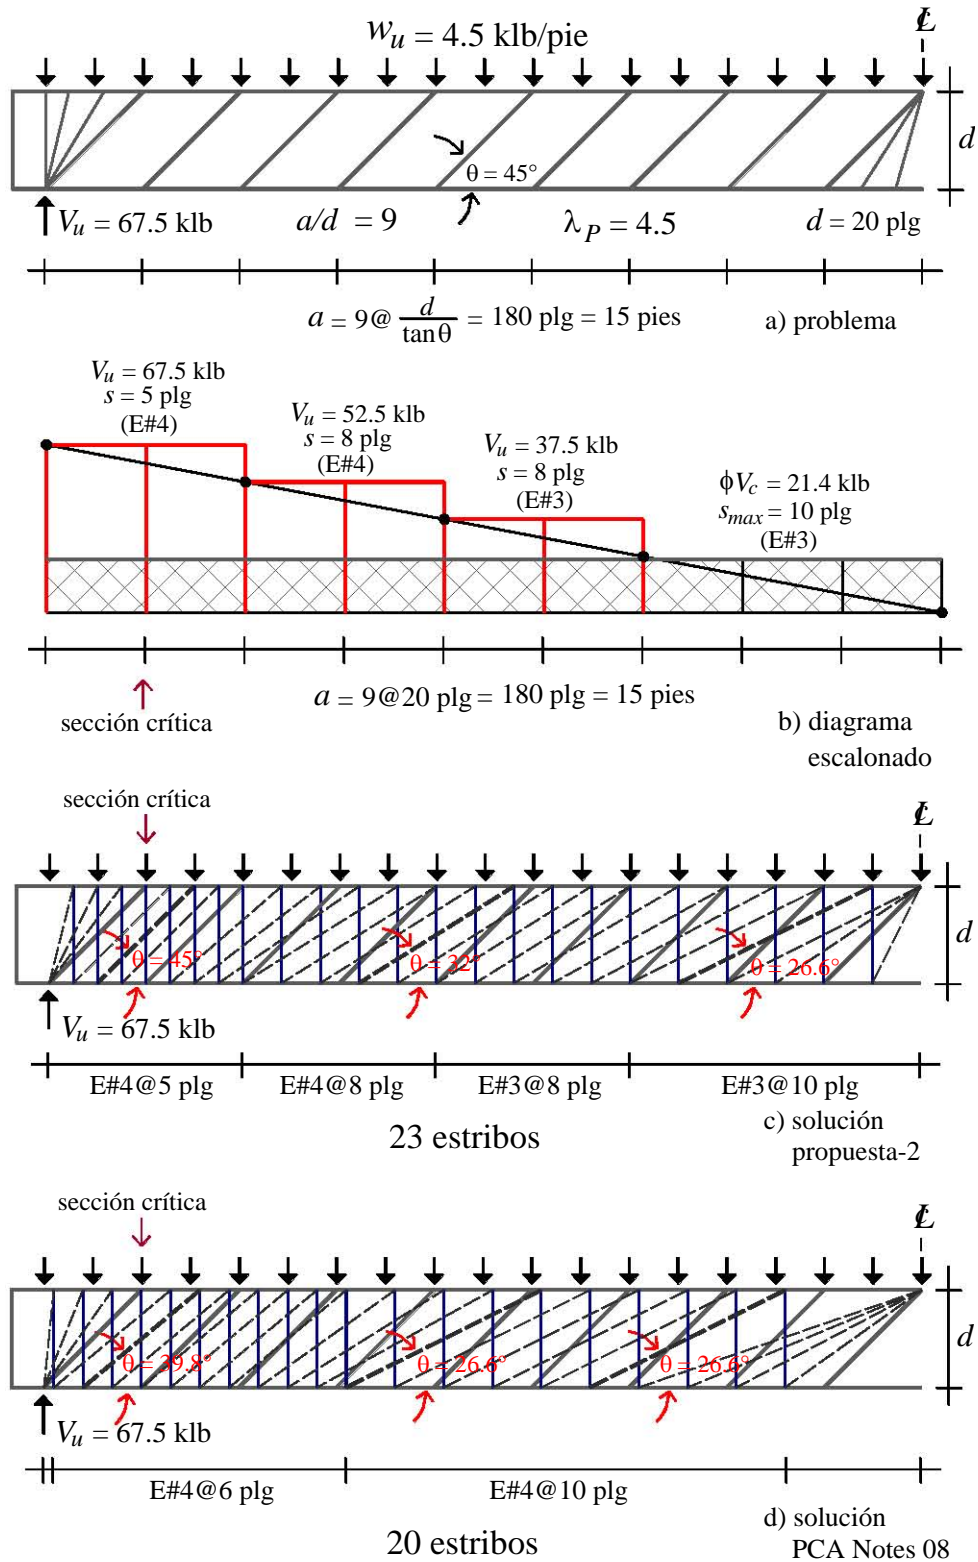 w_u = 4.5 klb/pie
℄
θ = 45°
d
V_u = 67.5 klb
a/d = 9
λ_P = 4.5
d = 20 plg
a = 9@ d/tanθ = 180 plg = 15 pies
a) problema
V_u = 67.5 klb
s = 5 plg
(E#4)
V_u = 52.5 klb
s = 8 plg
(E#4)
V_u = 37.5 klb
s = 8 plg
(E#3)
ϕV_c = 21.4 klb
s_max = 10 plg
(E#3)
a = 9@20 plg = 180 plg = 15 pies
sección crítica
b) diagrama
escalonado
sección crítica
℄
θ = 45°
θ = 32°
θ = 26.6°
d
V_u = 67.5 klb
E#4@5 plg
E#4@8 plg
E#3@8 plg
E#3@10 plg
23 estribos
c) solución
propuesta-2
sección crítica
℄
θ = 39.8°
θ = 26.6°
θ = 26.6°
d
V_u = 67.5 klb
E#4@6 plg
E#4@10 plg
20 estribos
d) solución
PCA Notes 08